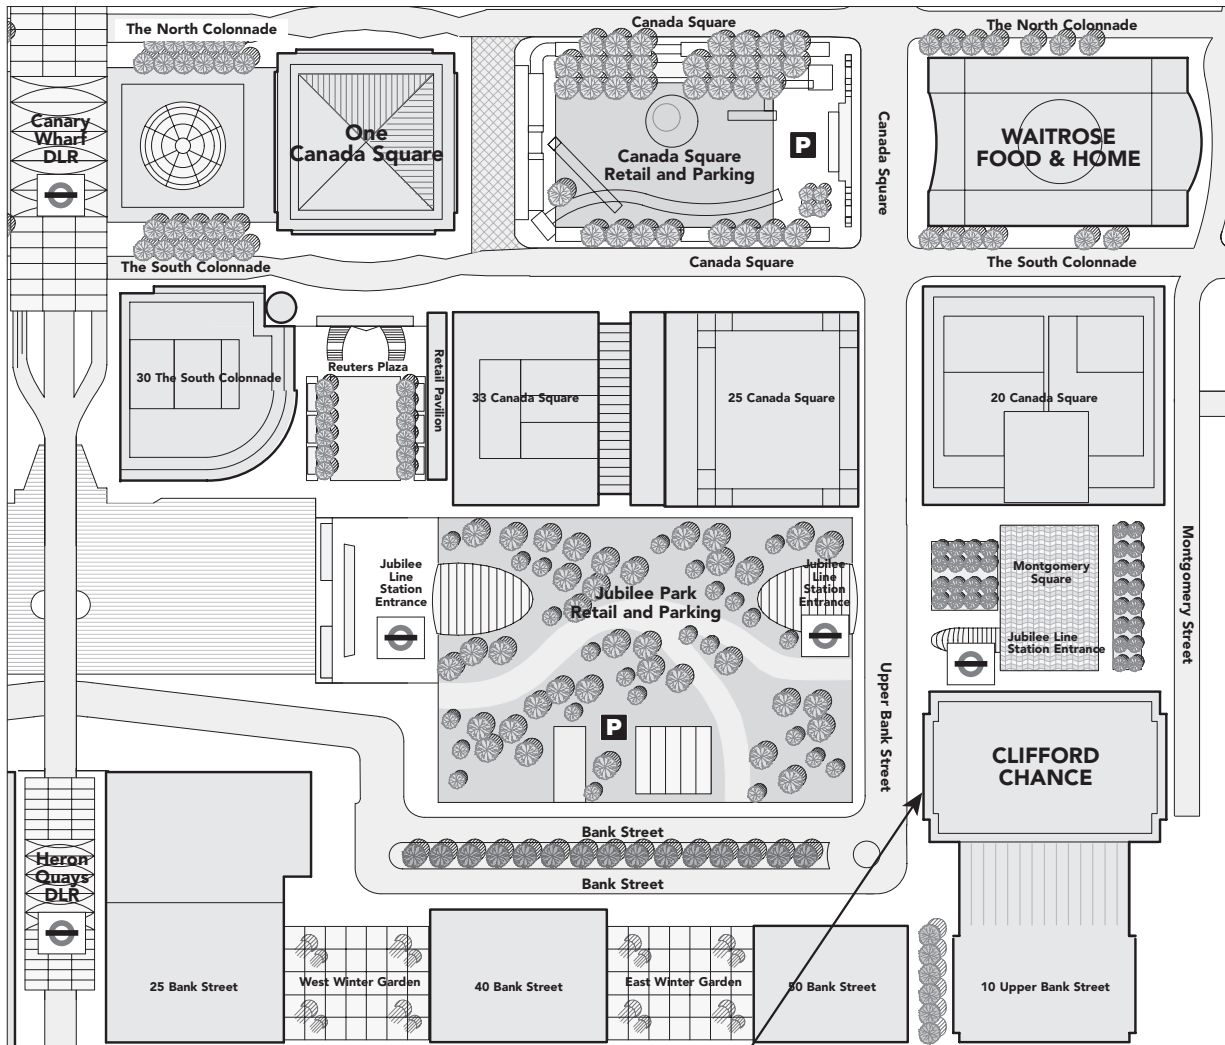 The North Colonnade
Canada Square
The North Colonnade
Canary
Wharf
DLR
One
Canada Square
Canada Square
Retail and Parking
P
Canada Square
WAITROSE
FOOD & HOME
The South Colonnade
Canada Square
The South Colonnade
30 The South Colonnade
Reuters Plaza
Retail Pavilion
33 Canada Square
25 Canada Square
20 Canada Square
Jubilee
Line
Station
Entrance
Jubilee Park
Retail and Parking
Jubilee
Line
Station
Entrance
Montgomery
Square
Jubilee Line
Station Entrance
Montgomery Street
Upper Bank Street
P
CLIFFORD
CHANCE
Bank Street
Bank Street
Heron
Quays
DLR
25 Bank Street
West Winter Garden
40 Bank Street
East Winter Garden
50 Bank Street
10 Upper Bank Street